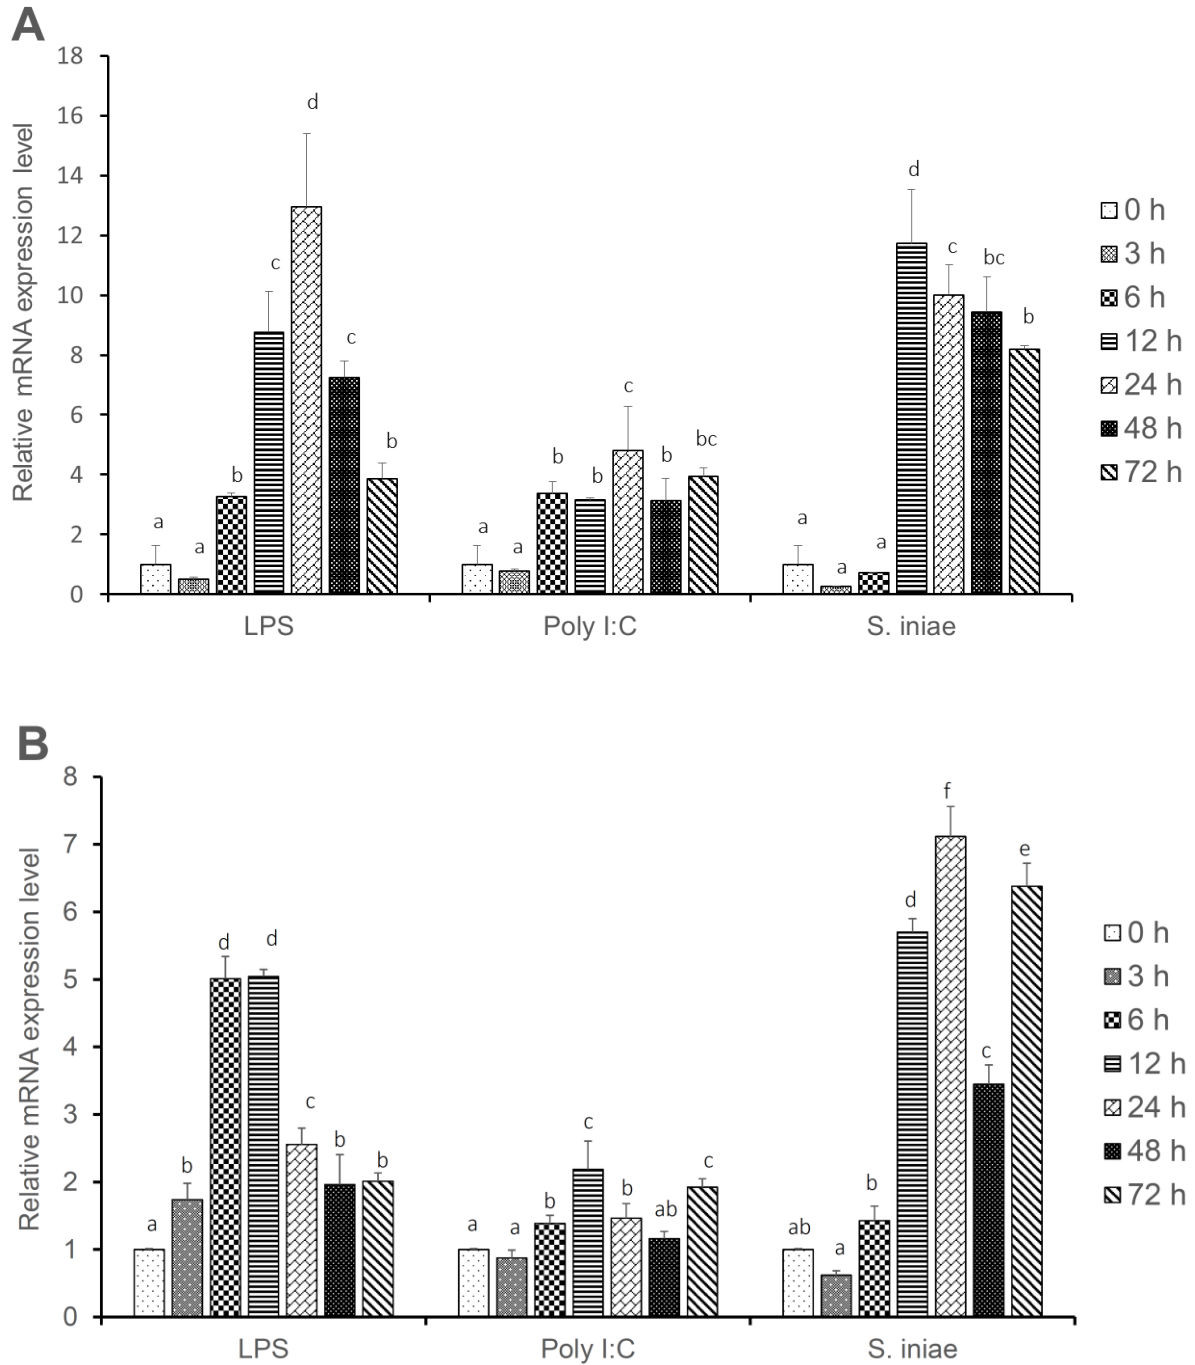 A
Relative mRNA expression level
18
16
14
12
10
8
6
4
2
0
a
a
b
c
d
c
b
a
a
b
b
c
b
bc
a
a
a
d
c
bc
b
LPS
Poly I:C
S. iniae
0 h
3 h
6 h
12 h
24 h
48 h
72 h
B
Relative mRNA expression level
8
7
6
5
4
3
2
1
0
a
b
d
d
c
b
b
a
a
b
c
b
ab
c
ab
a
b
d
f
c
e
LPS
Poly I:C
S. iniae
0 h
3 h
6 h
12 h
24 h
48 h
72 h